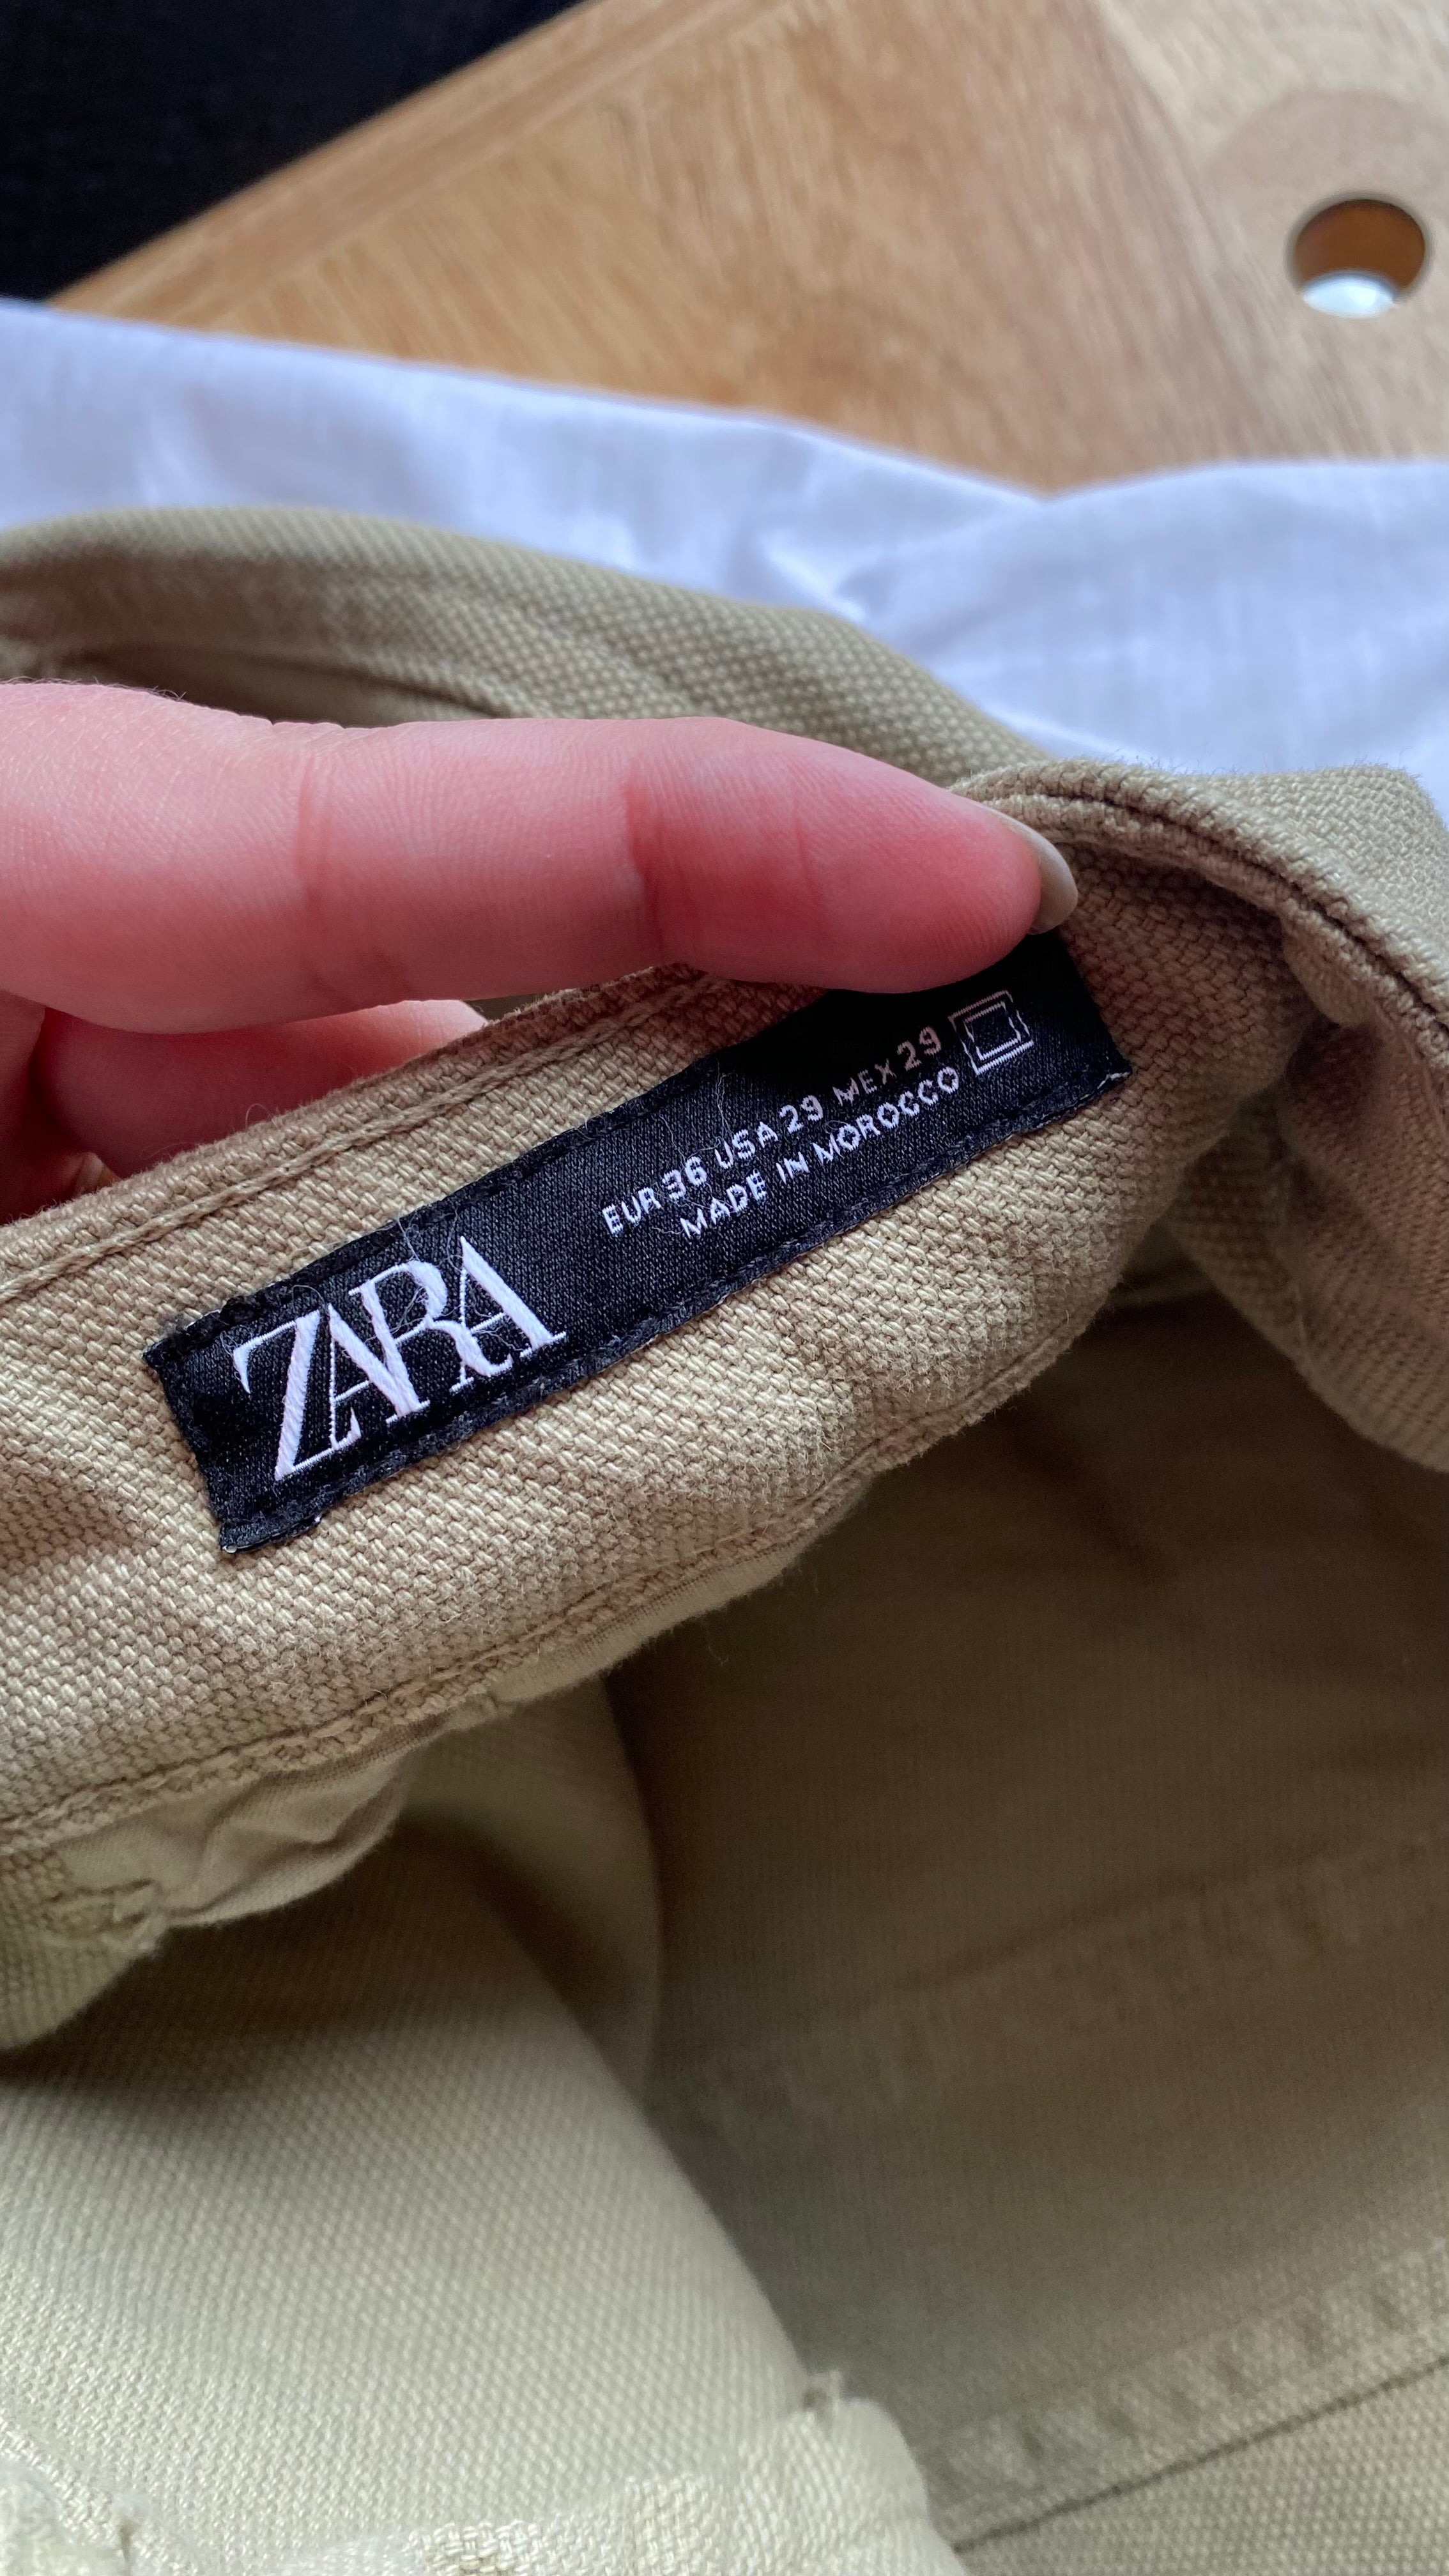 ZARA
EUR 36 USA 29 MEX 29
MADE IN MOROCCO